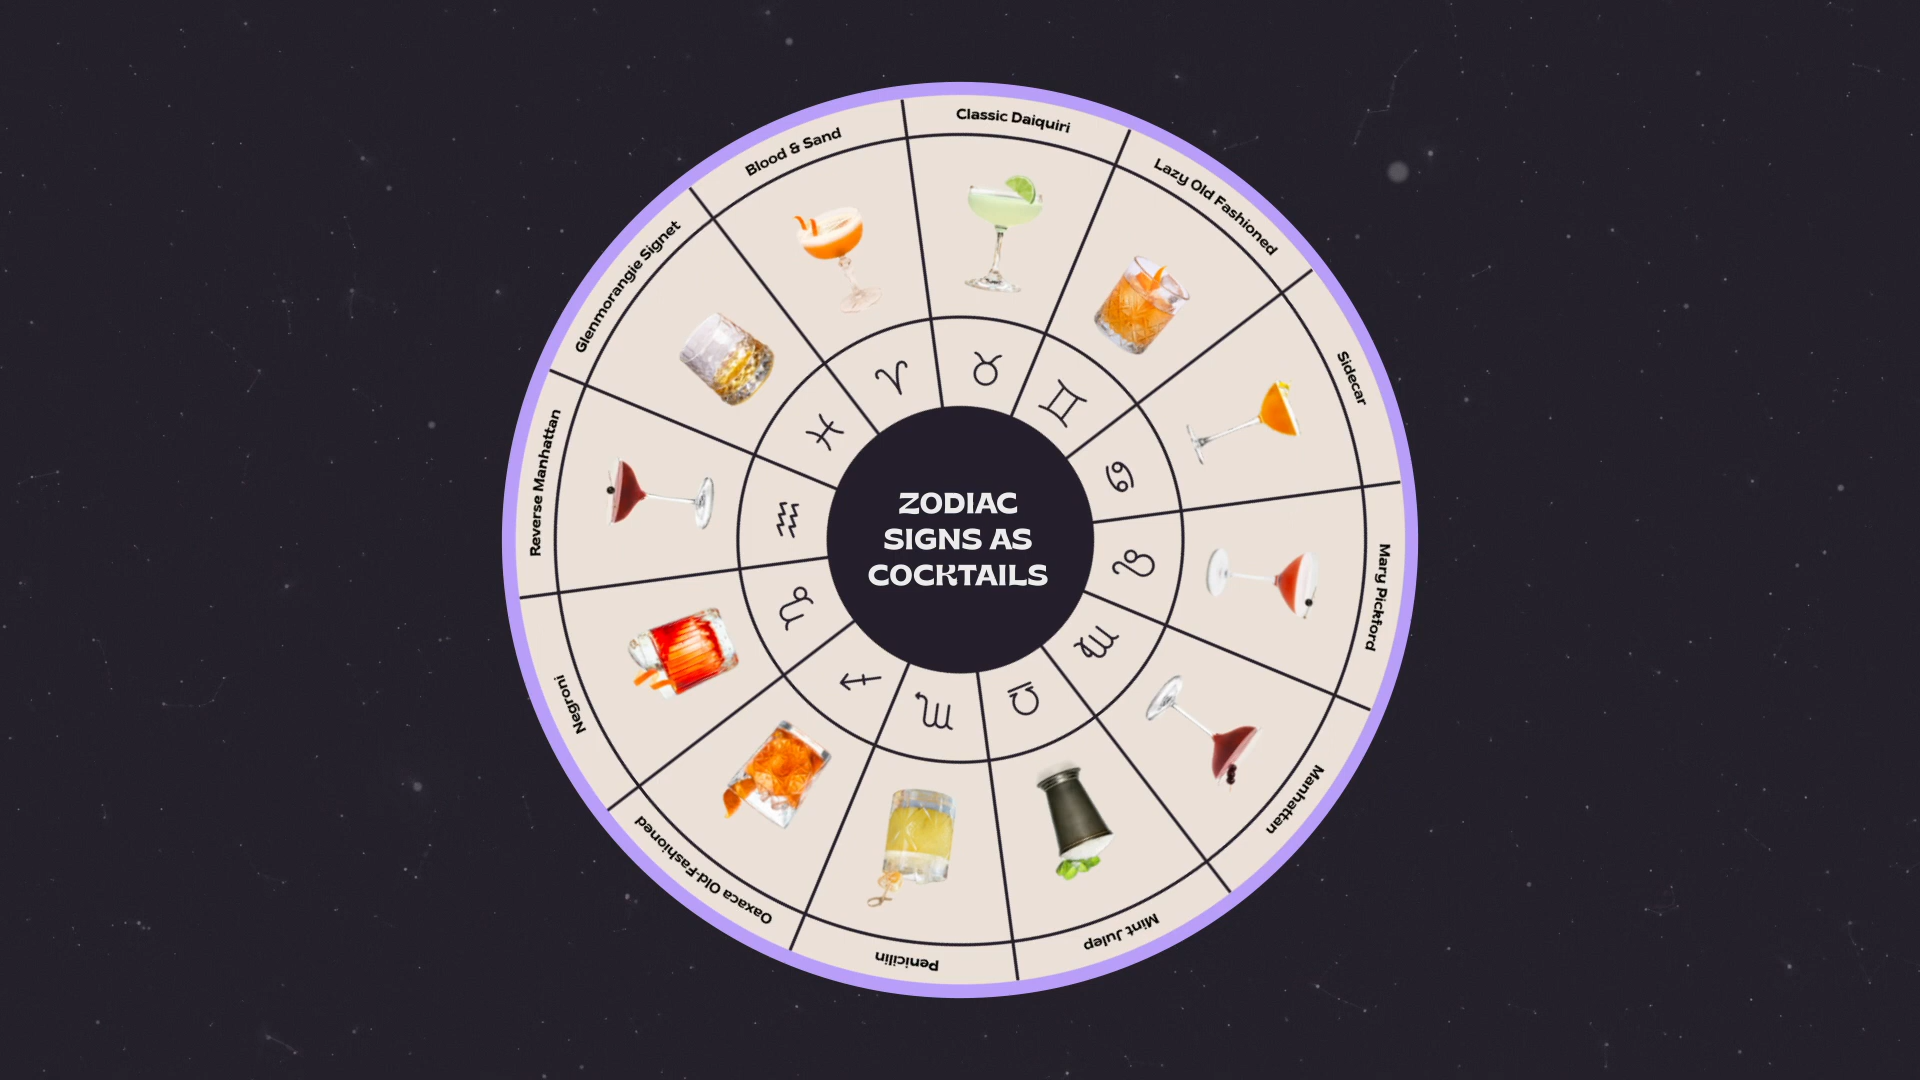 ZODIAC
SIGNS AS
COCKTAILS
Classic Daiquiri
Lazy Old Fashioned
Sidecar
Mary Pickford
Manhattan
Mint Julep
Penicilin
Oaxaca Old-Fashioned
Negroni
Reverse Manhattan
Glenmorangie Signet
Blood & Sand